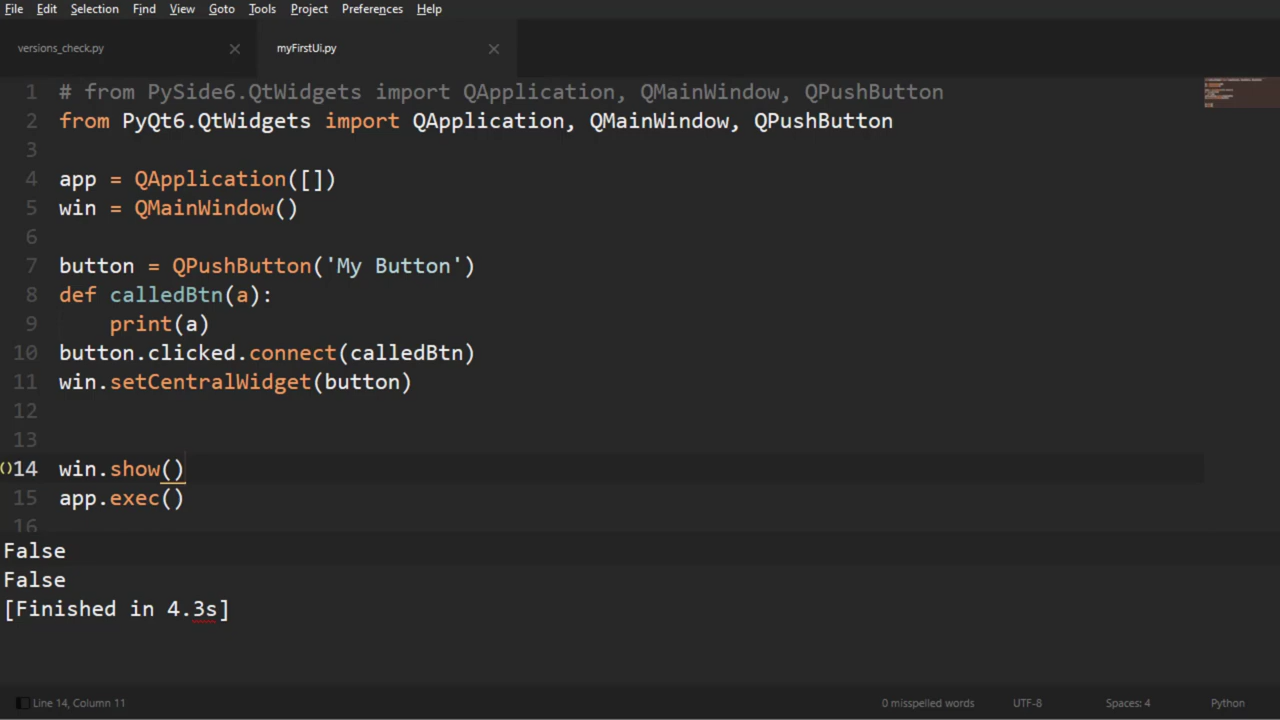 File Edit Selection Find View Goto Tools Project Preferences Help
versions_check.py myFirstUi.py
1 # from PySide6.QtWidgets import QApplication, QMainWindow, QPushButton
2 from PyQt6.QtWidgets import QApplication, QMainWindow, QPushButton
3
4 app = QApplication([])
5 win = QMainWindow()
6
7 button = QPushButton('My Button')
8 def calledBtn(a):
9     print(a)
10 button.clicked.connect(calledBtn)
11 win.setCentralWidget(button)
12
13
()14 win.show()
15 app.exec()
16
False
False
[Finished in 4.3s]
Line 14, Column 11 0 misspelled words UTF-8 Spaces: 4 Python